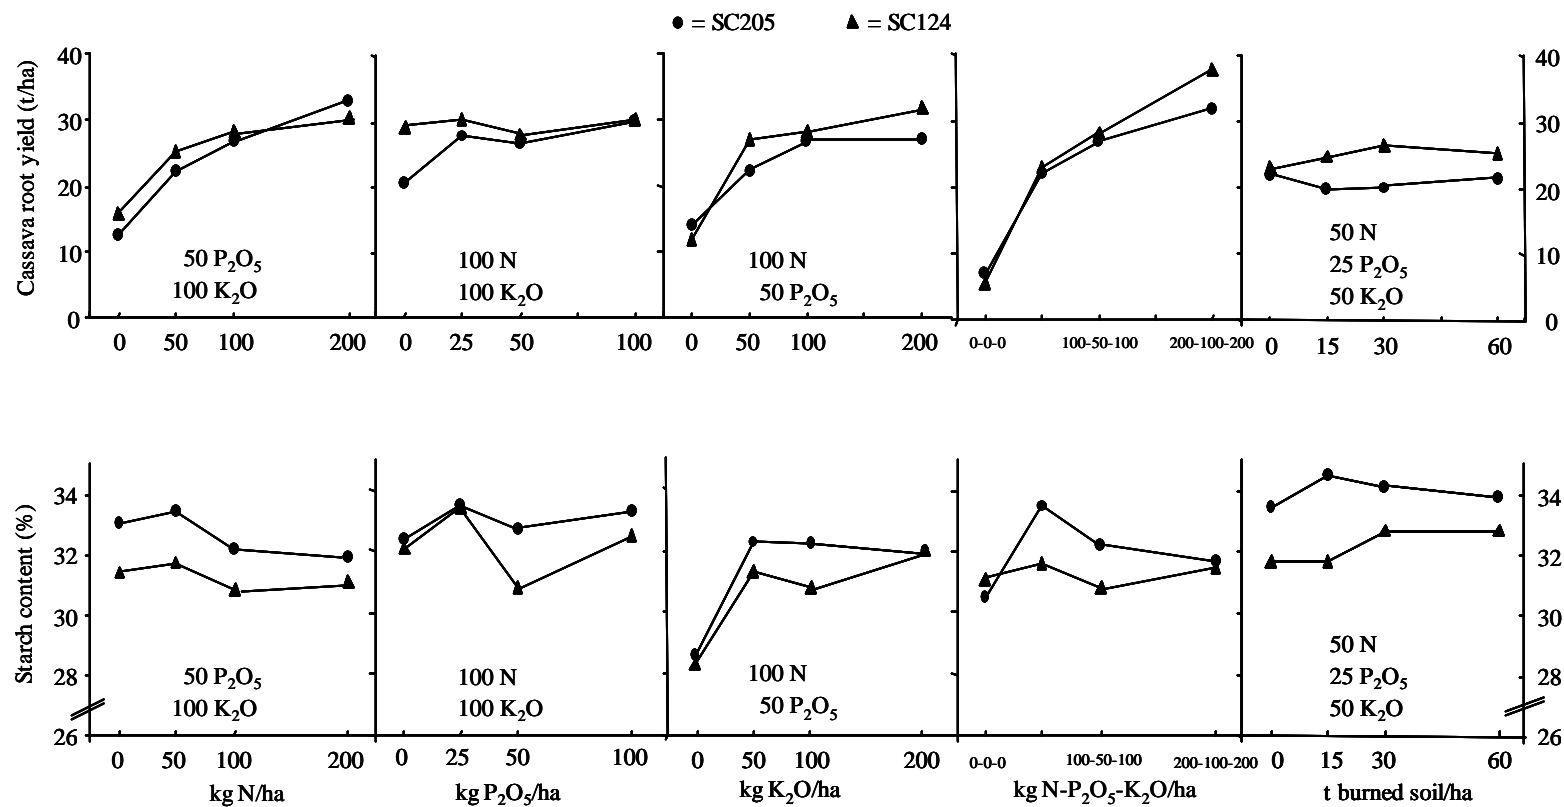 ● = SC205 ▲ = SC124
Cassava root yield (t/ha)
40
30
20
10
0
50 P₂O₅
100 K₂O
0 50 100 200
100 N
100 K₂O
0 25 50 100
100 N
50 P₂O₅
0 50 100 200
0-0-0 100-50-100 200-100-200
50 N
25 P₂O₅
50 K₂O
0 15 30 60
40
30
20
10
0
Starch content (%)
34
32
30
28
26
50 P₂O₅
100 K₂O
0 50 100 200
kg N/ha
100 N
100 K₂O
0 25 50 100
kg P₂O₅/ha
100 N
50 P₂O₅
0 50 100 200
kg K₂O/ha
0-0-0 100-50-100 200-100-200
kg N-P₂O₅-K₂O/ha
50 N
25 P₂O₅
50 K₂O
0 15 30 60
t burned soil/ha
34
32
30
28
26